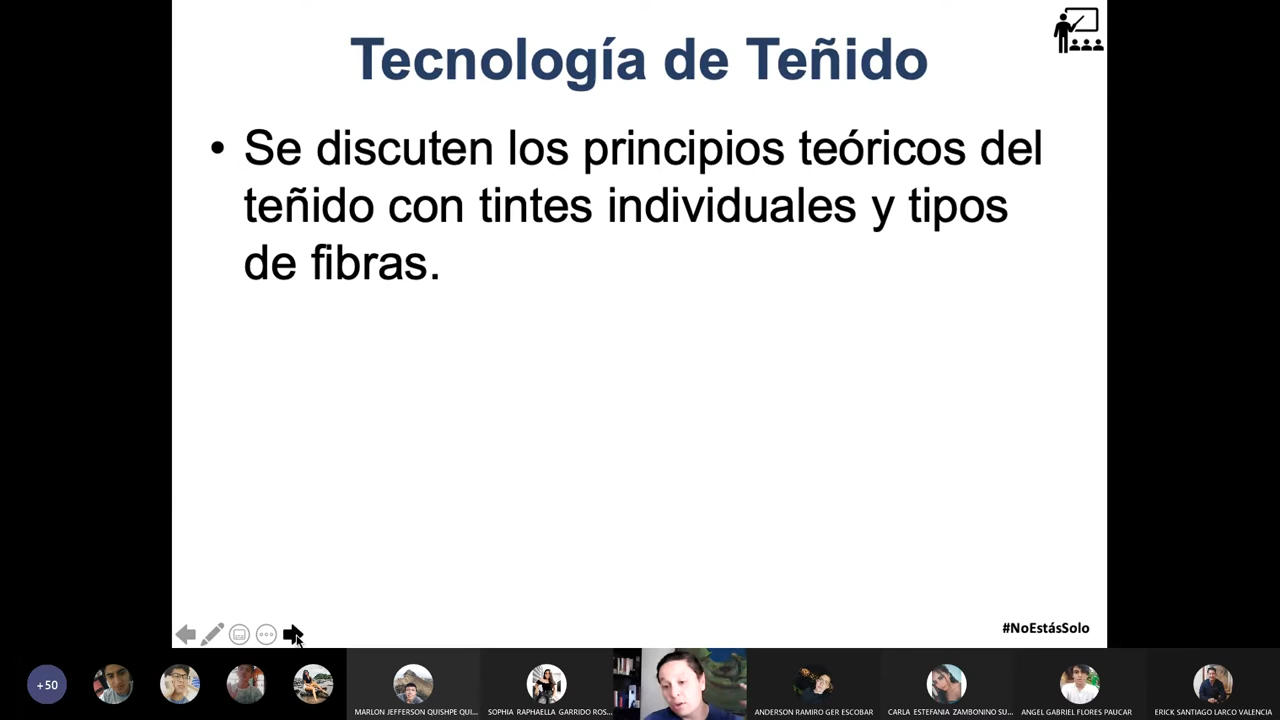 Tecnología de Teñido
• Se discuten los principios teóricos del
teñido con tintes individuales y tipos
de fibras.
#NoEstásSolo
+50
MARLON JEFFERSON QUISHPE QUI...
SOPHIA RAPHAELLA GARRIDO ROS...
ANDERSON RAMIRO GER ESCOBAR
CARLA ESTEFANIA ZAMBONINO SU...
ANGEL GABRIEL FLORES PAUCAR
ERICK SANTIAGO LARCO VALENCIA